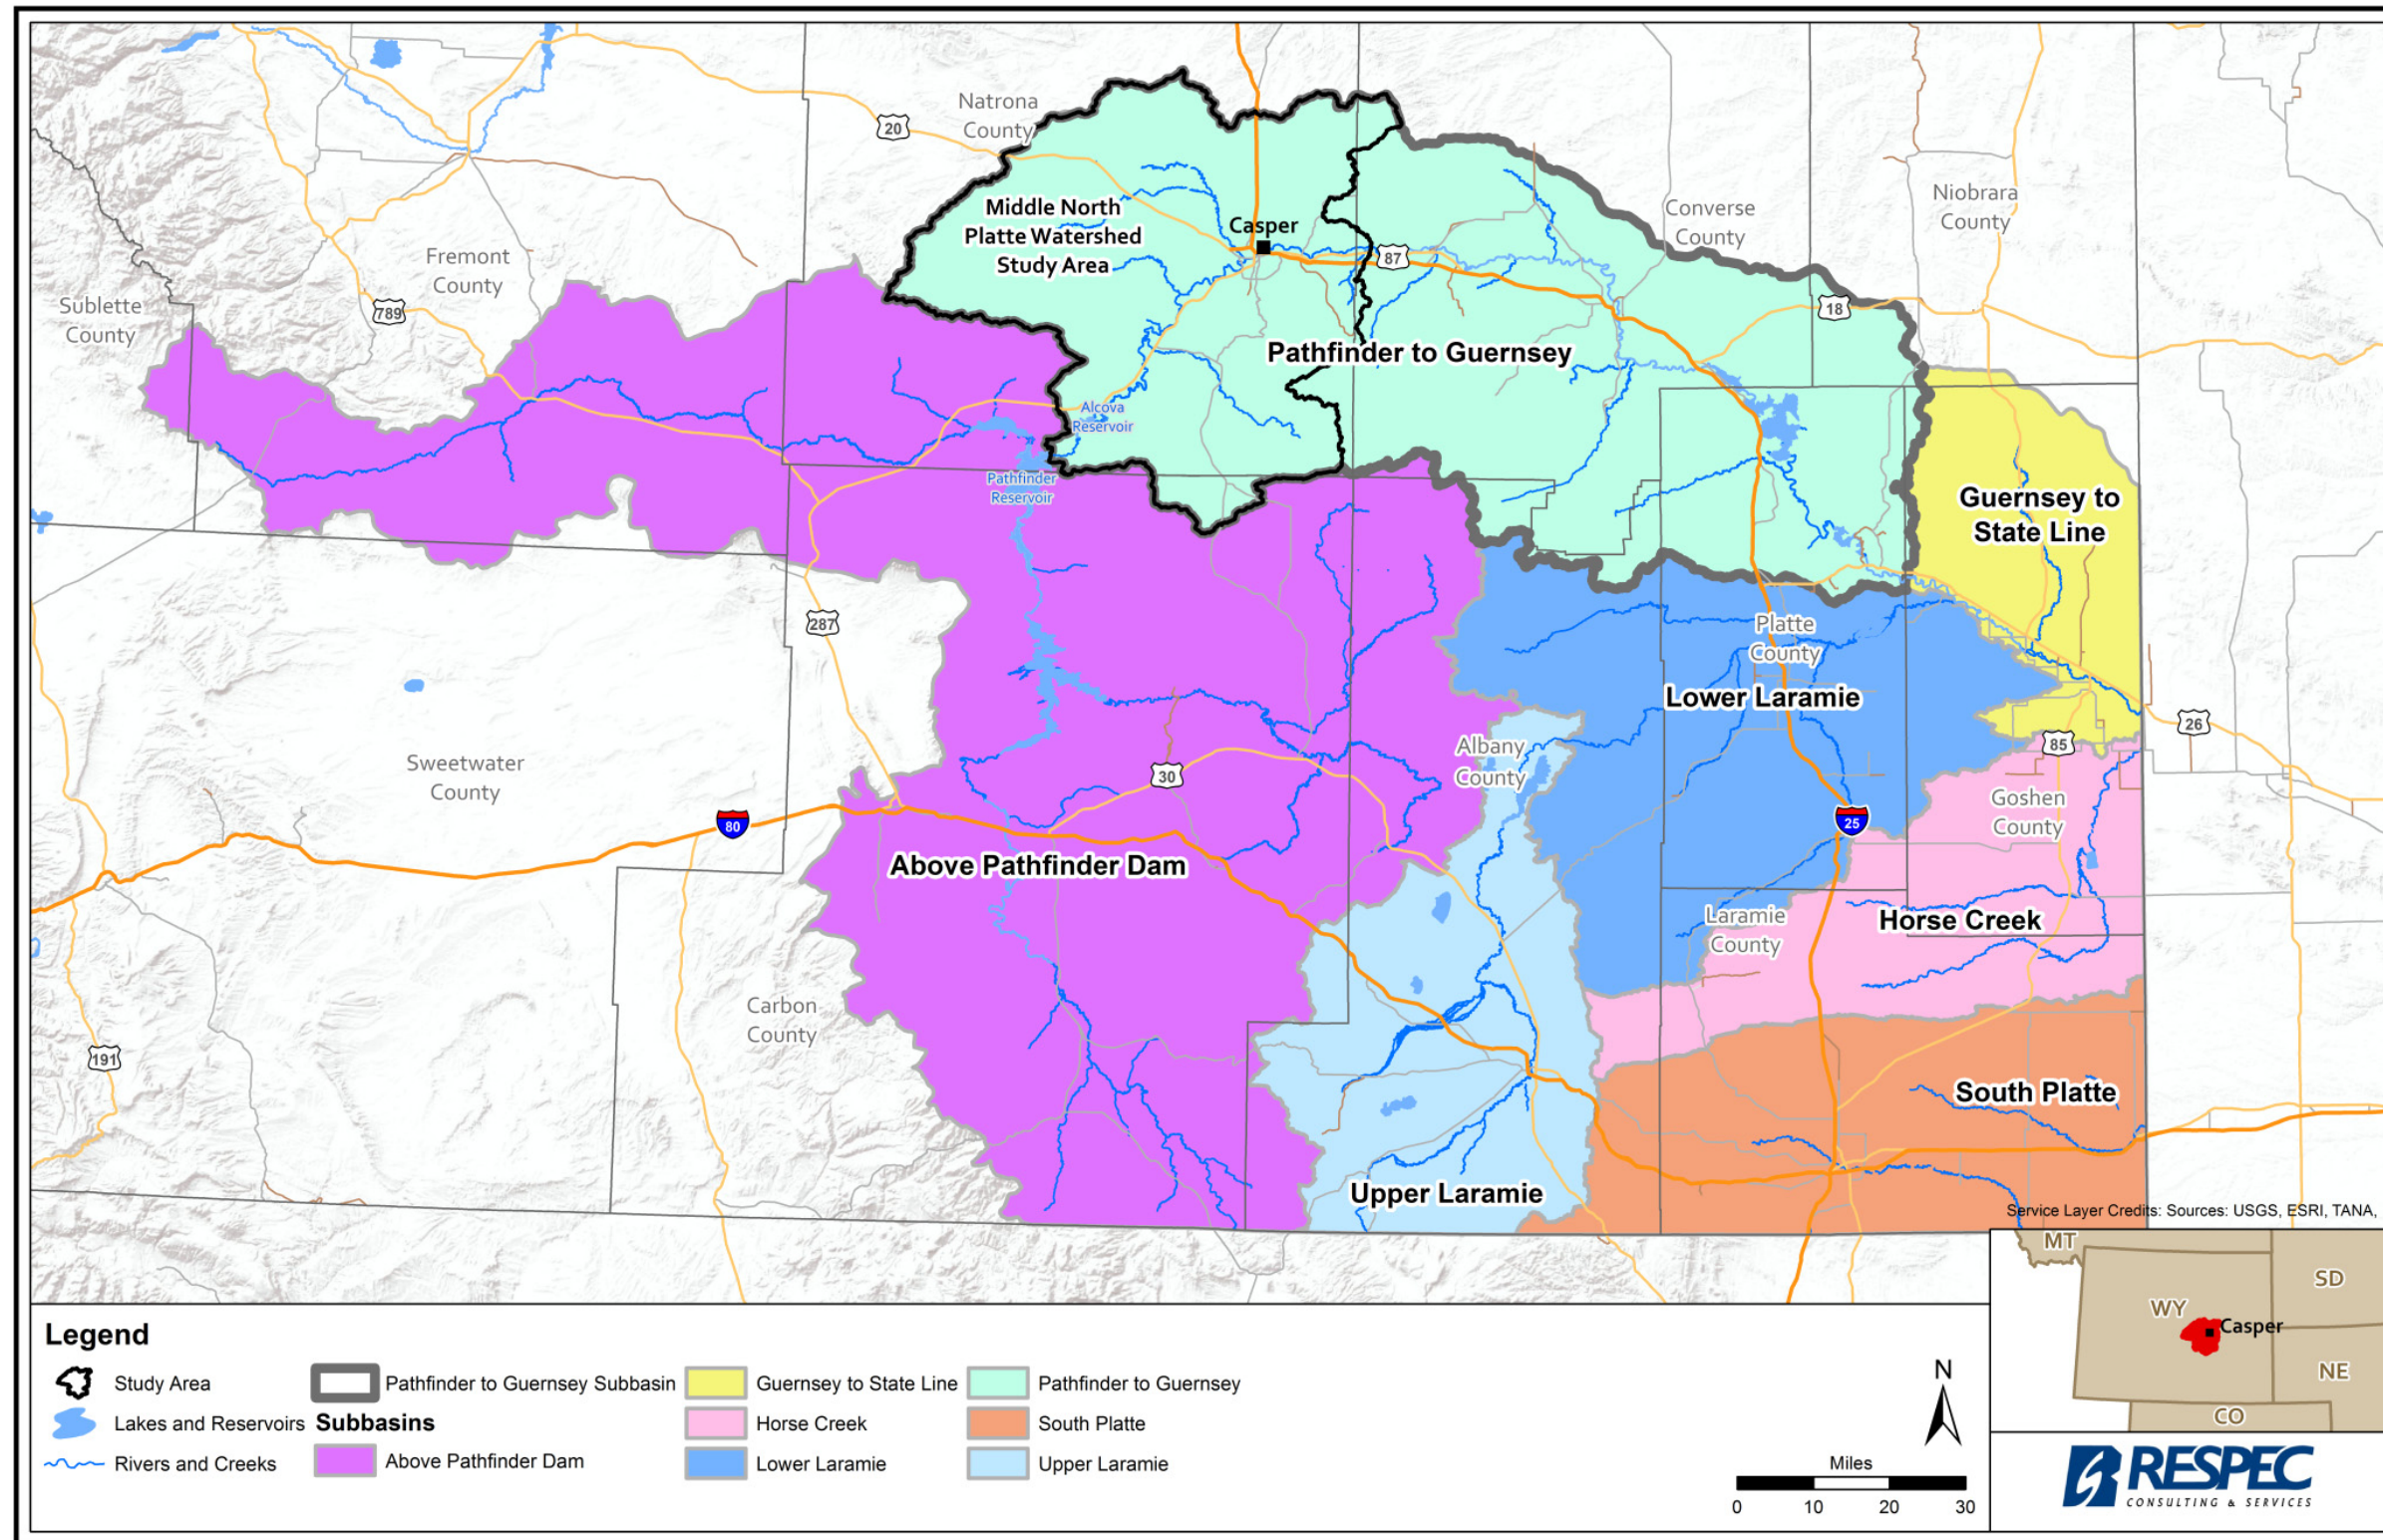 Natrona
County
20
Middle North
Platte Watershed
Study Area
Casper
87
Converse
County
Niobrara
County
Fremont
County
Sublette
County
789
18
Pathfinder to Guernsey
Alcova
Reservoir
Pathfinder
Reservoir
Guernsey to
State Line
287
Platte
County
Lower Laramie
26
85
Albany
County
Sweetwater
County
30
Goshen
County
80
25
Above Pathfinder Dam
Laramie
County
Horse Creek
Carbon
County
191
South Platte
Upper Laramie
Service Layer Credits: Sources: USGS, ESRI, TANA,
MT
SD
WY
Casper
NE
CO
Legend
Study Area
Pathfinder to Guernsey Subbasin
Guernsey to State Line
Pathfinder to Guernsey
Lakes and Reservoirs
Subbasins
Horse Creek
South Platte
Rivers and Creeks
Above Pathfinder Dam
Lower Laramie
Upper Laramie
N
Miles
0 10 20 30
RESPEC
CONSULTING & SERVICES